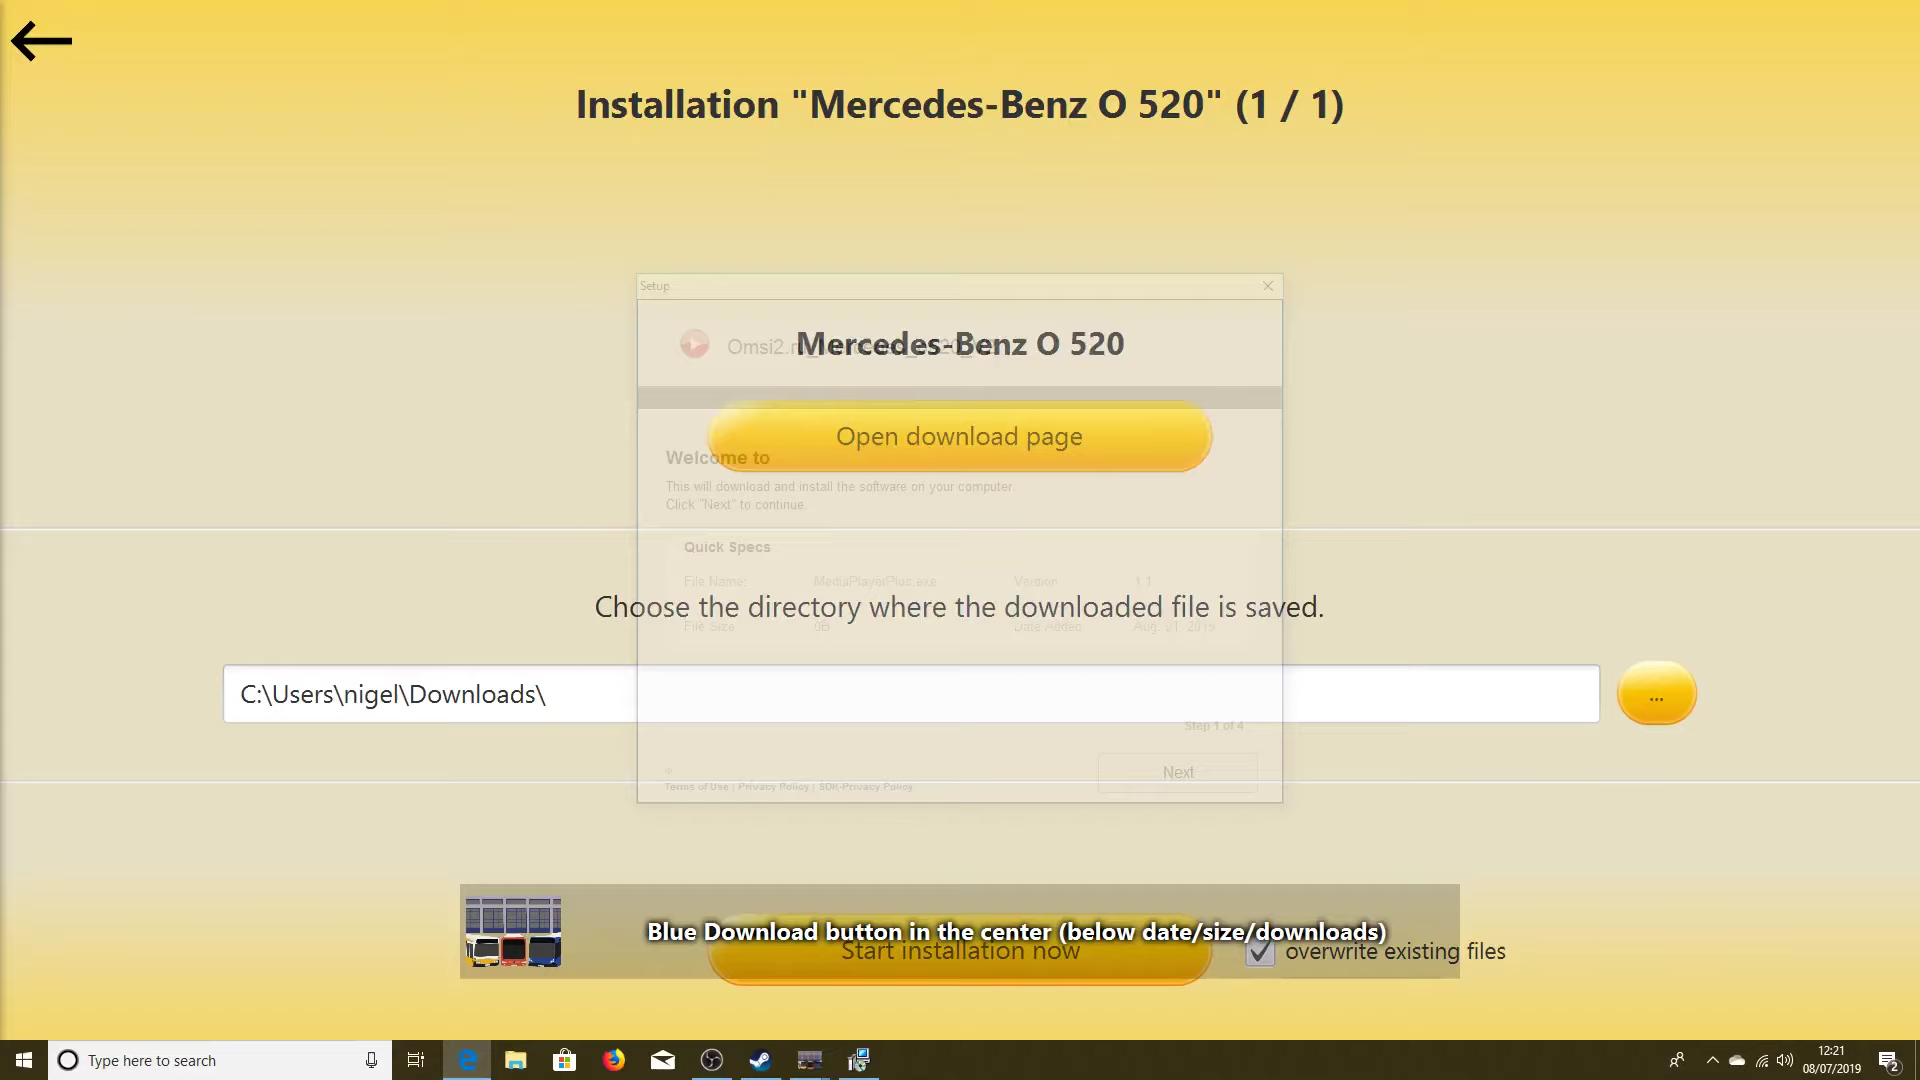 Installation "Mercedes-Benz O 520" (1 / 1)
Setup
Mercedes-Benz O 520
Open download page
Welcome to
This will download and install the software on your computer.
Click "Next" to continue.
Quick Specs
File Name: MediaPlayerPlus.exe Version 1.1
Choose the directory where the downloaded file is saved.
File Size 0B Date Added
C:\Users\nigel\Downloads\
...
Step 1 of 4
Next
Terms of Use | Privacy Policy | SDK-Privacy Policy
Blue Download button in the center (below date/size/downloads)
Start installation now
overwrite existing files
Type here to search
12:21
08/07/2019
2